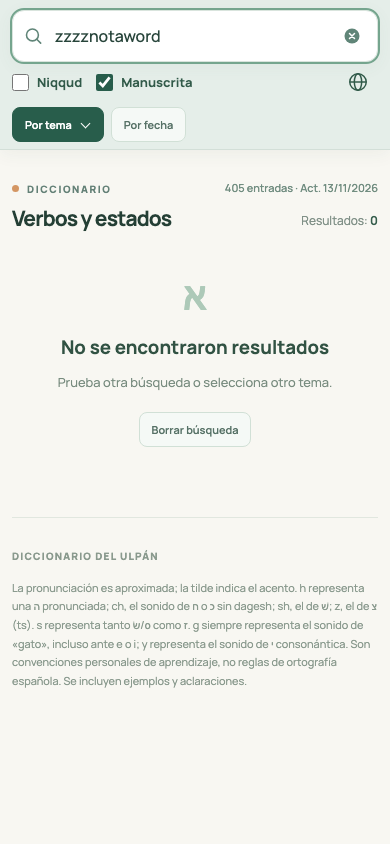 zzzznotaword
Niqqud
Manuscrita
Por tema
Por fecha
DICCIONARIO
405 entradas · Act. 13/11/2026
Verbos y estados
Resultados: 0
א
No se encontraron resultados
Prueba otra búsqueda o selecciona otro tema.
Borrar búsqueda
DICCIONARIO DEL ULPÁN
La pronunciación es aproximada; la tilde indica el acento. h representa
una ה pronunciada; ch, el sonido de ח o כ sin dagesh; sh, el de שׁ; z, el de צ
(ts). s representa tanto ס/שׂ como ר. g siempre representa el sonido de
«gato», incluso ante e o i; y representa el sonido de י consonántica. Son
convenciones personales de aprendizaje, no reglas de ortografía
española. Se incluyen ejemplos y aclaraciones.